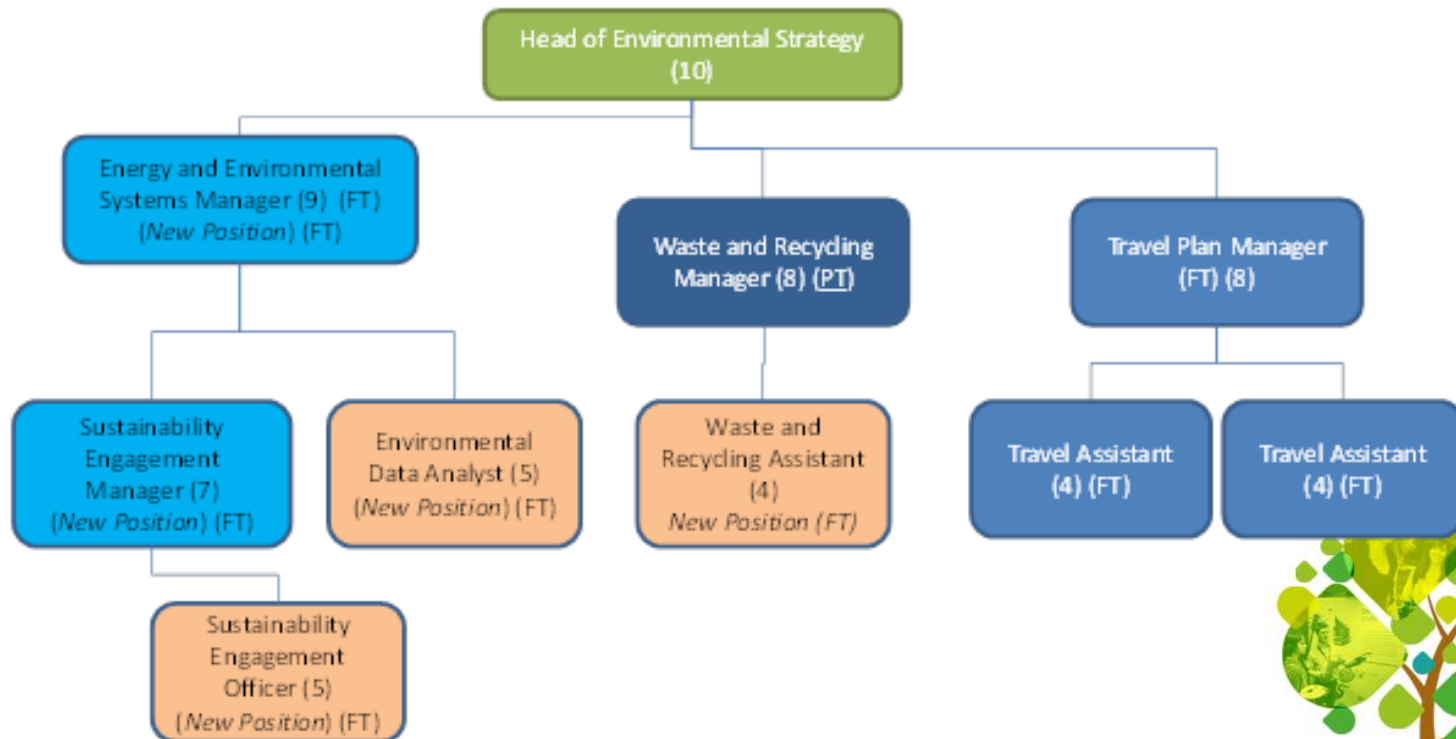 Head of Environmental Strategy
(10)
Energy and Environmental
Systems Manager (9) (FT)
(New Position) (FT)
Waste and Recycling
Manager (8) (PT)
Travel Plan Manager
(FT) (8)
Sustainability
Engagement
Manager (7)
(New Position) (FT)
Environmental
Data Analyst (5)
(New Position) (FT)
Waste and
Recycling Assistant
(4)
New Position (FT)
Travel Assistant
(4) (FT)
Travel Assistant
(4) (FT)
Sustainability
Engagement
Officer (5)
(New Position) (FT)